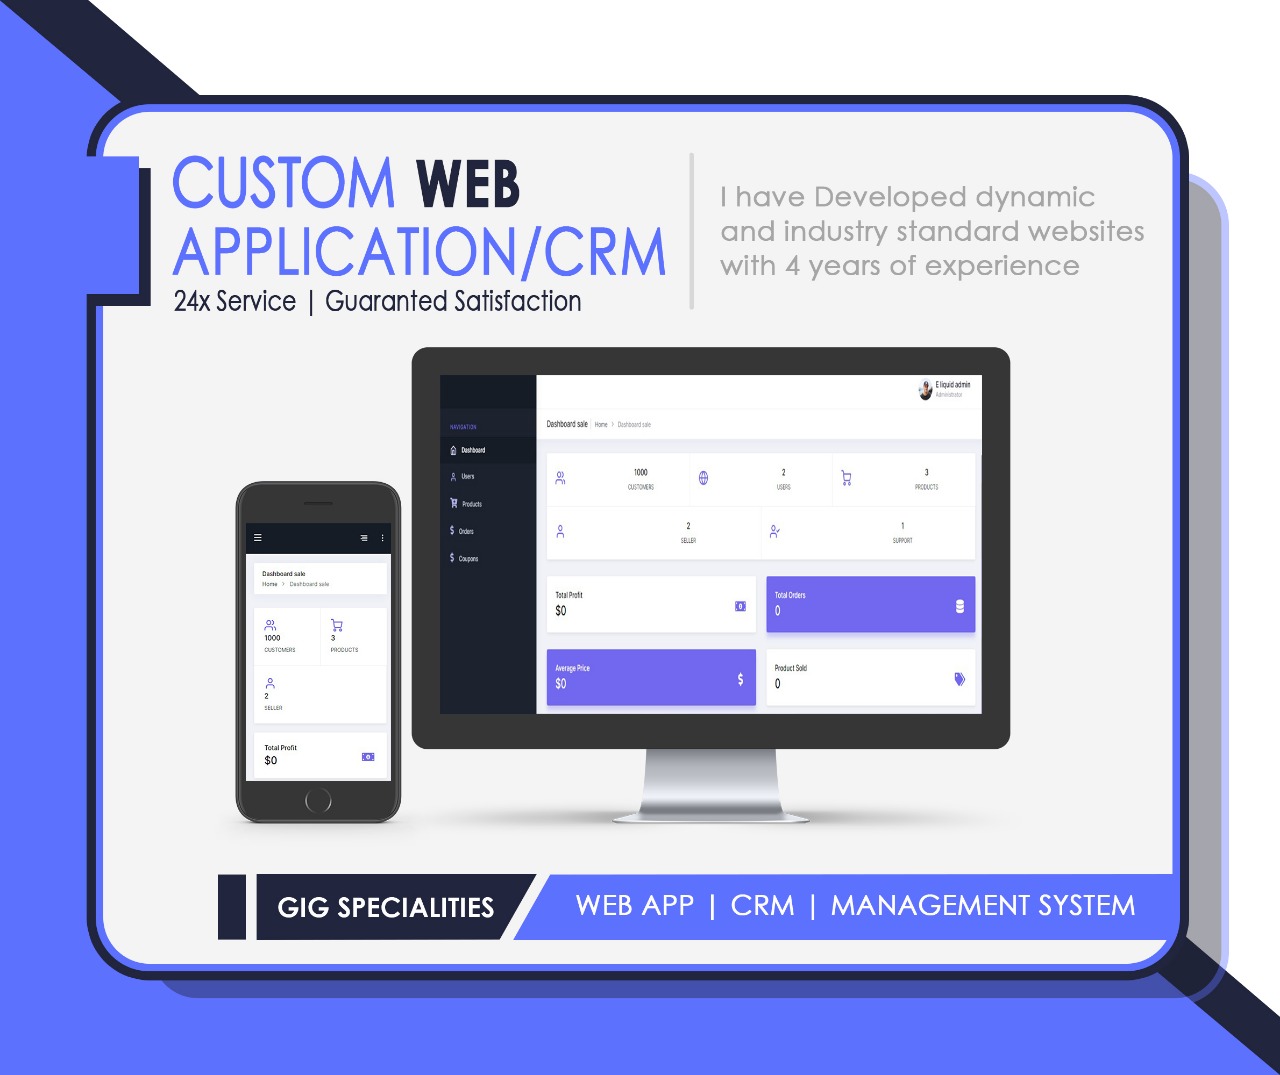 CUSTOM WEB
APPLICATION/CRM
24x Service | Guaranted Satisfaction
I have Developed dynamic
and industry standard websites
with 4 years of experience
E liquid admin
Administrator
NAVIGATION
Dashboard
Users
Products
Orders
Coupons
Dashboard sale Home > Dashboard sale
1000
CUSTOMERS
2
USERS
3
PRODUCTS
2
SELLER
1
SUPPORT
Total Profit
$0
Total Orders
0
Average Price
$0
Product Sold
0
Dashboard sale
Home > Dashboard sale
1000
CUSTOMERS
3
PRODUCTS
2
SELLER
Total Profit
$0
GIG SPECIALITIES
WEB APP | CRM | MANAGEMENT SYSTEM